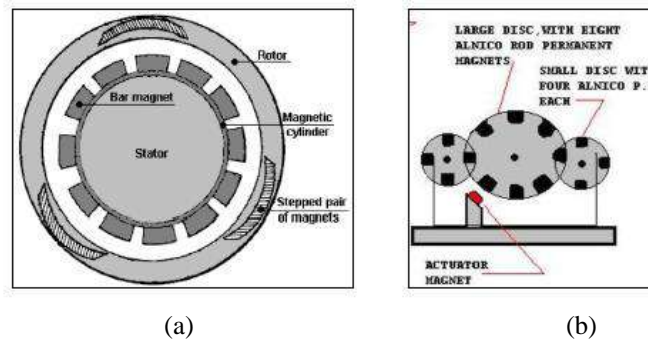 Rotor
Bar magnet
Magnetic
cylinder
Stator
Stepped pair
of magnets
(a)
LARGE DISC,WITH EIGHT
ALNICO ROD PERMANENT
MAGNETS
SMALL DISC WIT
FOUR ALNICO P.
EACH
ACTUATOR
MAGNET
(b)